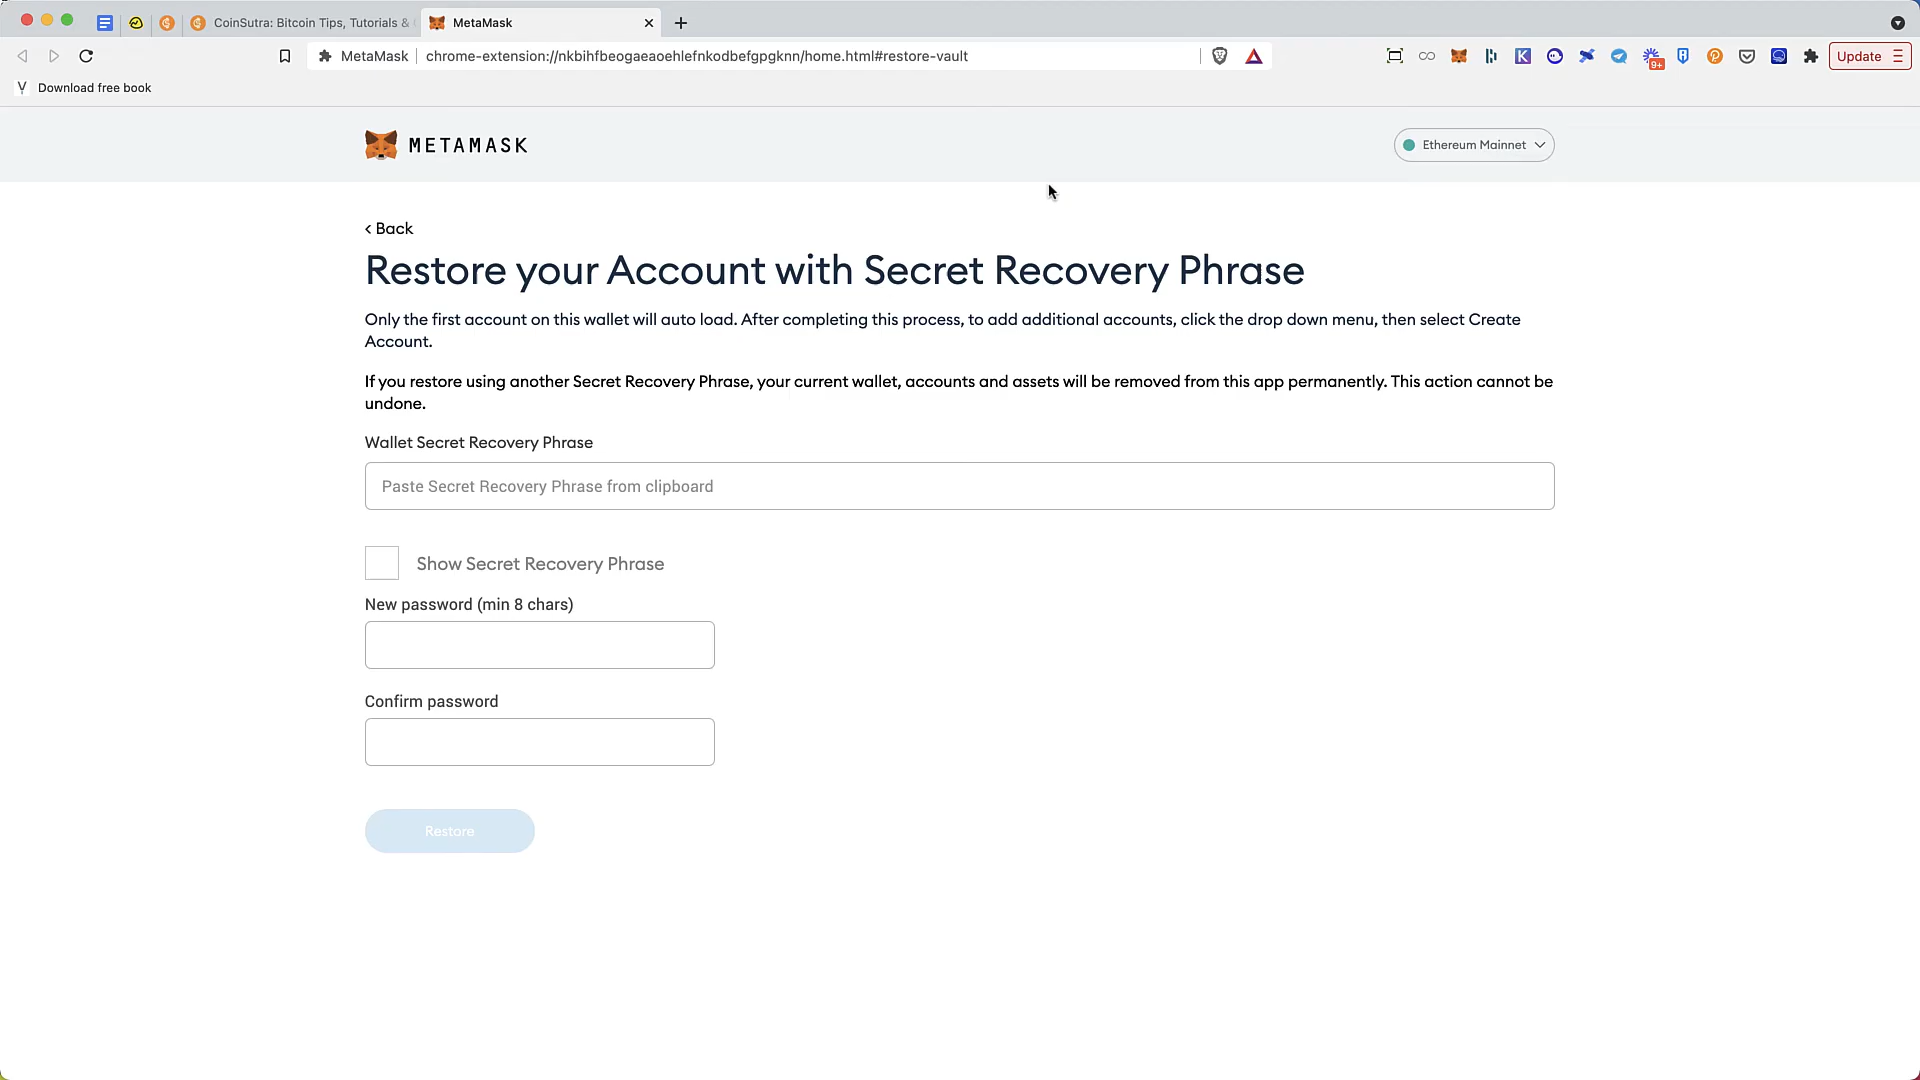 CoinSutra: Bitcoin Tips, Tutorials &
MetaMask
MetaMask
chrome-extension://nkbihfbeogaeaoehlefnkodbefgpgknn/home.html#restore-vault
9+
Update
Download free book
METAMASK
Ethereum Mainnet
< Back
Restore your Account with Secret Recovery Phrase
Only the first account on this wallet will auto load. After completing this process, to add additional accounts, click the drop down menu, then select Create
Account.
If you restore using another Secret Recovery Phrase, your current wallet, accounts and assets will be removed from this app permanently. This action cannot be
undone.
Wallet Secret Recovery Phrase
Paste Secret Recovery Phrase from clipboard
Show Secret Recovery Phrase
New password (min 8 chars)
Confirm password
Restore